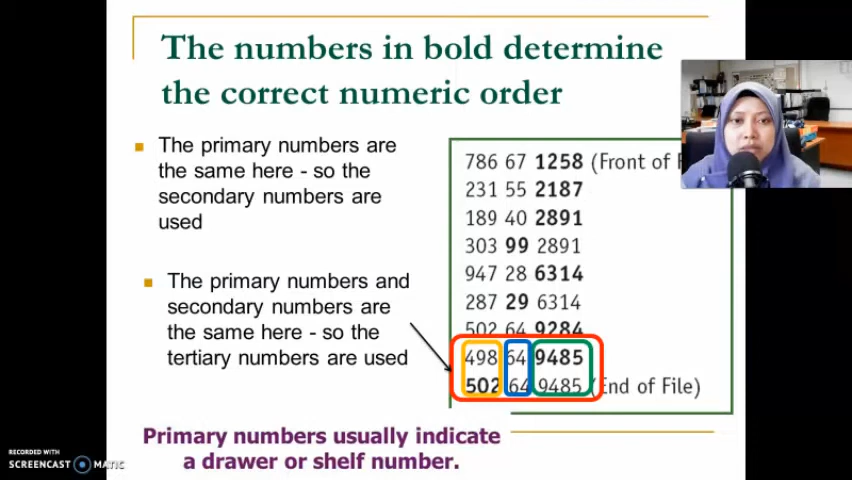 The numbers in bold determine
the correct numeric order
The primary numbers are
the same here - so the
secondary numbers are
used
The primary numbers and
secondary numbers are
the same here - so the
tertiary numbers are used
786 67 1258 (Front of
231 55 2187
189 40 2891
303 99 2891
947 28 6314
287 29 6314
502 64 9284
498 64 9485
502 64 9485 (End of File)
Primary numbers usually indicate
a drawer or shelf number.
RECORDED WITH
SCREENCAST MATIC